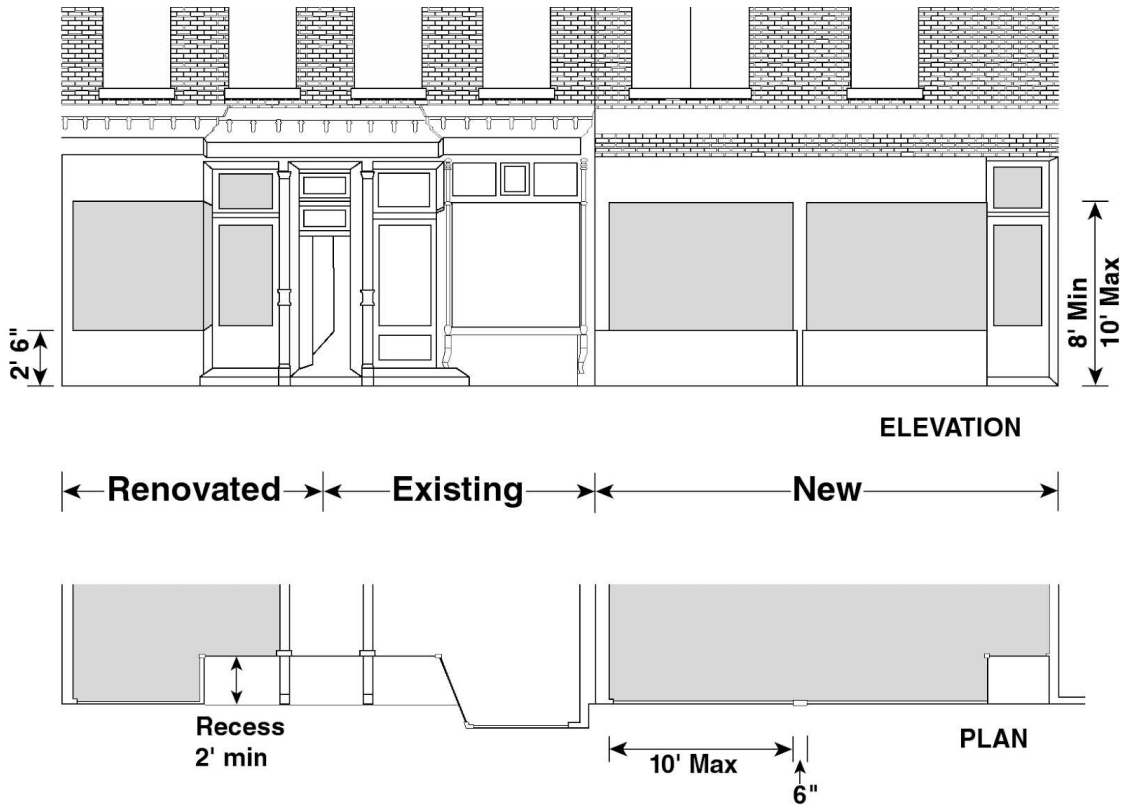 2' 6"
8' Min
10' Max
ELEVATION
Renovated
Existing
New
Recess
2' min
10' Max
6"
PLAN